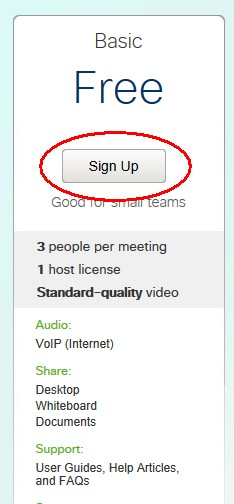 Basic
Free
Sign Up
Good for small teams
3 people per meeting
1 host license
Standard-quality video
Audio:
VoIP (Internet)
Share:
Desktop
Whiteboard
Documents
Support:
User Guides, Help Articles,
and FAQs